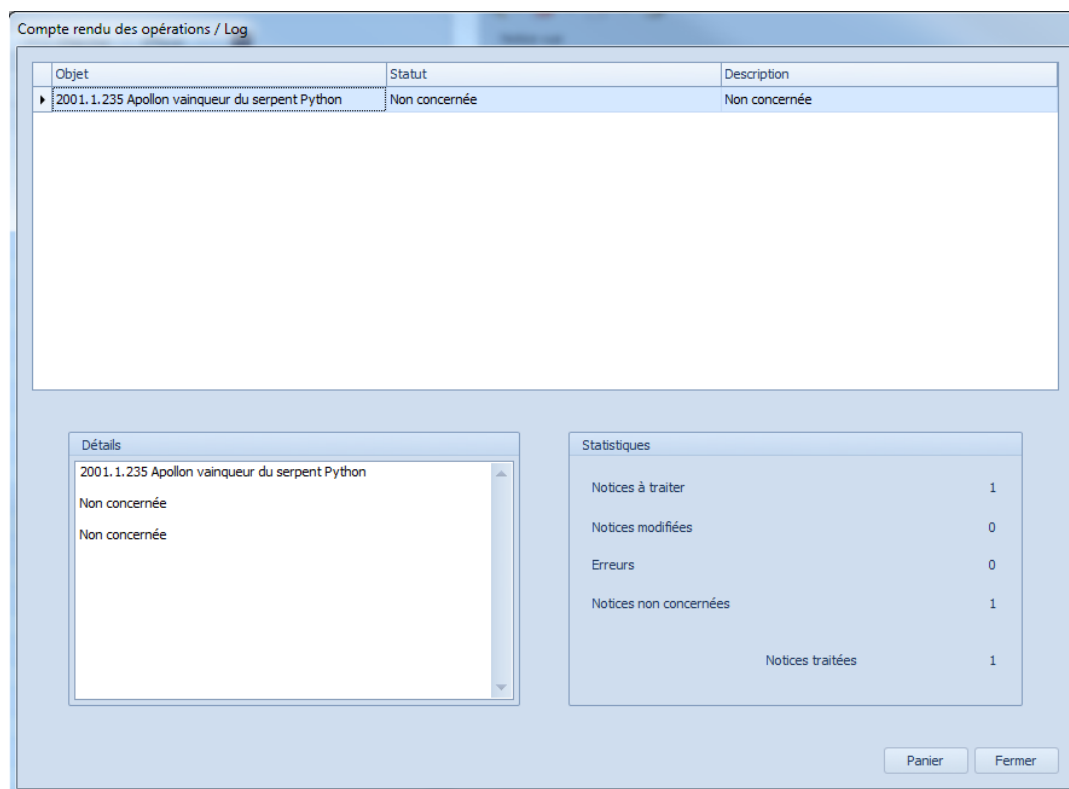 Compte rendu des opérations / Log
Objet Statut Description
2001.1.235 Apollon vainqueur du serpent Python Non concernée Non concernée
Détails
2001.1.235 Apollon vainqueur du serpent Python
Non concernée
Non concernée
Statistiques
Notices à traiter 1
Notices modifiées 0
Erreurs 0
Notices non concernées 1
Notices traitées 1
Panier Fermer